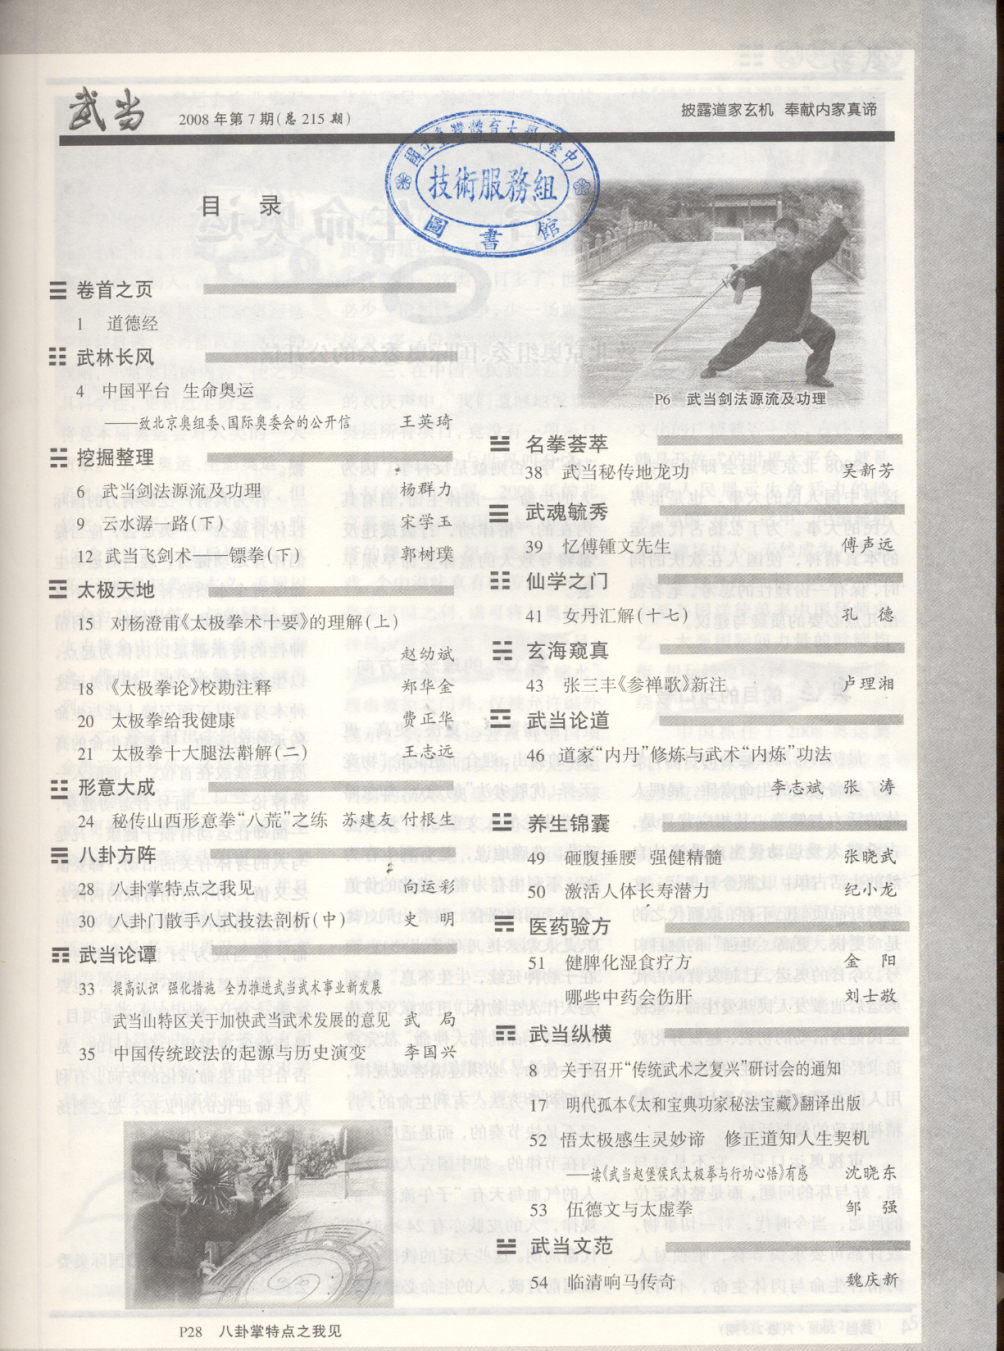 武当
2008 年第 7 期(总 215 期)
披露道家玄机 奉献内家真谛
國立臺灣體育大學(臺中)
技術服務組
圖書館
目 录
卷首之页
1 道德经
武林长风
4 中国平台 生命奥运
——致北京奥组委、国际奥委会的公开信 王英琦
挖掘整理
6 武当剑法源流及功理 杨群力
9 云水潺一路(下) 宋学玉
12 武当飞剑术——镖拳(下) 郭树璞
太极天地
15 对杨澄甫《太极拳术十要》的理解(上)
赵幼斌
18 《太极拳论》校勘注释 郑华金
20 太极拳给我健康 费正华
21 太极拳十大腿法斠解(二) 王志远
形意大成
24 秘传山西形意拳“八荒”之练 苏建友 付根生
八卦方阵
28 八卦掌特点之我见 向运彩
30 八卦门散手八式技法剖析(中) 史 明
武当论谭
33 提高认识 强化措施 全力推进武当武术事业新发展
武当山特区关于加快武当武术发展的意见 武 局
35 中国传统跤法的起源与历史演变 李国兴
P28 八卦掌特点之我见
P6 武当剑法源流及功理
名拳荟萃
38 武当秘传地龙功 吴新芳
武魂毓秀
39 忆傅锺文先生 傅声远
仙学之门
41 女丹汇解(十七) 孔 德
玄海窥真
43 张三丰《参禅歌》新注 卢理湘
武当论道
46 道家“内丹”修炼与武术“内炼”功法
李志斌 张 涛
养生锦囊
49 砸腹捶腰 强健精髓 张晓武
50 激活人体长寿潜力 纪小龙
医药验方
51 健脾化湿食疗方 金 阳
哪些中药会伤肝 刘士敬
武当纵横
8 关于召开“传统武术之复兴”研讨会的通知
17 明代孤本《太和宝典功家秘法宝藏》翻译出版
52 悟太极感生灵妙谛 修正道知人生契机
——读《武当赵堡侯氏太极拳与行功心悟》有感 沈晓东
53 伍德文与太虚拳 邹 强
武当文苑
54 临清响马传奇 魏庆新